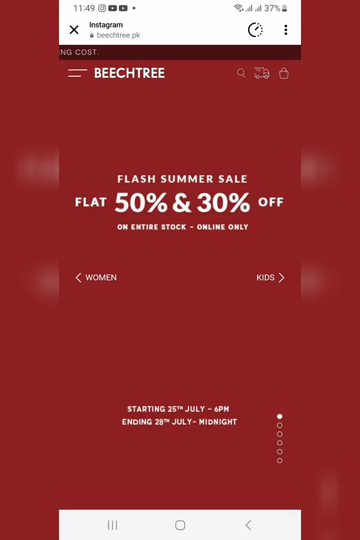 11:49 37%
Instagram
beechtree.pk
ING COST.
BEECHTREE
FLASH SUMMER SALE
FLAT 50% & 30% OFF
ON ENTIRE STOCK - ONLINE ONLY
WOMEN KIDS
STARTING 25TH JULY - 6PM
ENDING 28TH JULY- MIDNIGHT